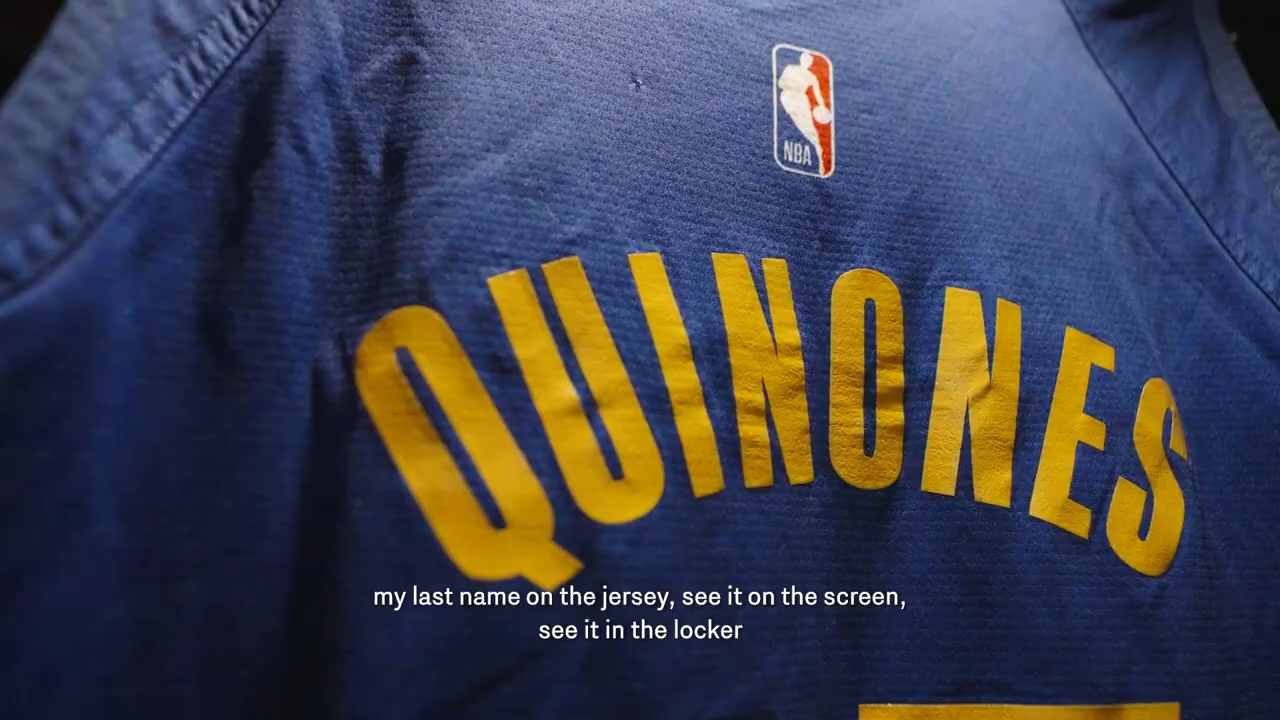 NBA
QUINONES
my last name on the jersey, see it on the screen,
see it in the locker